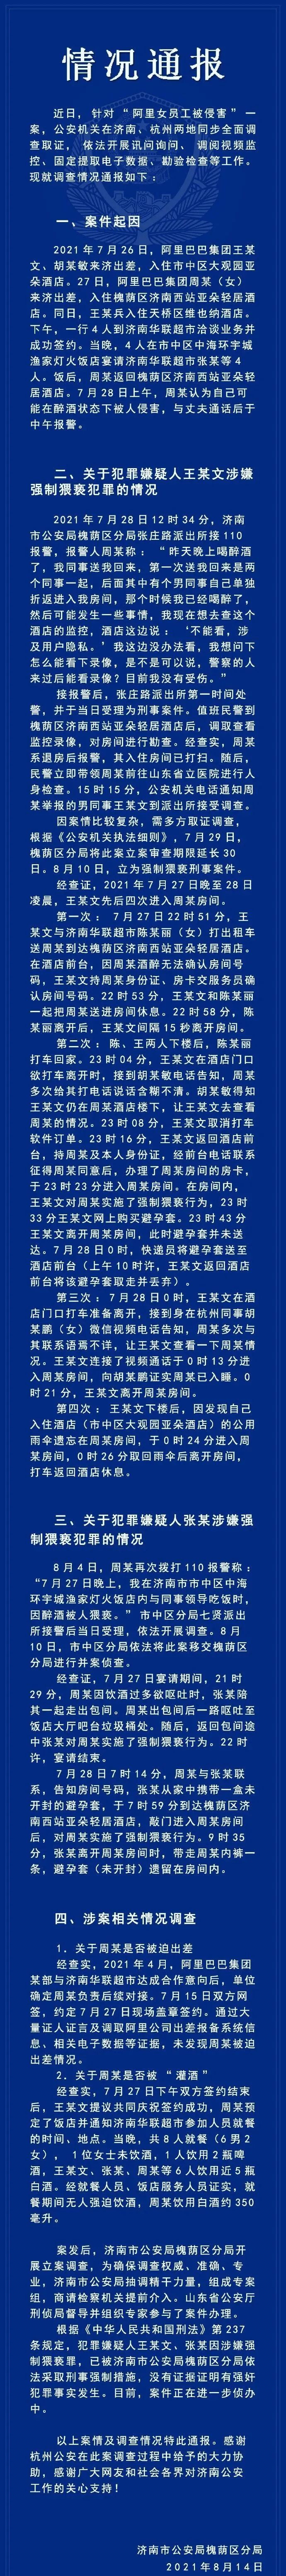 情况通报
近日，针对“阿里女员工被侵害”一
案，公安机关在济南、杭州两地同步全面调
查取证，依法开展讯问询问、调阅视频监
控、固定提取电子数据、勘验检查等工作。
现就调查情况通报如下：
一、案件起因
2021年7月26日，阿里巴巴集团王某
文、胡某敏来济出差，入住市中区大观园亚
朵酒店。27日，阿里巴巴集团周某（女）
来济出差，入住槐荫区济南西站亚朵轻居酒
店。同日，王某兵入住天桥区维也纳酒店。
下午，一行4人到济南华联超市洽谈业务并
成功签约。当晚，4人在市中区中海环宇城
渔家灯火饭店宴请济南华联超市张某等4
人。饭后，周某返回槐荫区济南西站亚朵轻
居酒店。7月28日上午，周某认为自己可
能在醉酒状态下被人侵害，与丈夫通话后于
中午报警。
二、关于犯罪嫌疑人王某文涉嫌
强制猥亵犯罪的情况
2021年7月28日12时34分，济南
市公安局槐荫区分局张庄路派出所接110
报警，报警人周某称：“昨天晚上喝醉酒
了，我同事送我回来，第一次送我回来是两
个同事一起，后面其中有个男同事自己单独
折返进入我房间，那个时候我已经喝醉了，
然后可能发生一些事情，我现在想去查这个
酒店的监控，酒店这边说：‘不能看，涉
及用户隐私。’我这边没办法看，我想问下
怎么能看下录像，是不是可以说，警察的人
来过后能看录像？目前我没有受伤。”
接报警后，张庄路派出所第一时间处
警，并于当日受理为刑事案件。值班民警到
槐荫区济南西站亚朵轻居酒店后，调取查看
监控录像，对房间进行勘查。经查实，周某
系退房后报警，其入住房间已打扫。随后，
民警立即带领周某前往山东省立医院进行人
身检查。15时15分，公安机关电话通知周
某举报的男同事王某文到派出所接受调查。
因案情比较复杂，需多方取证调查，
根据《公安机关执法细则》，7月29日，
槐荫区分局将此案立案审查期限延长30
日。8月10日，立为强制猥亵刑事案件。
经查证，2021年7月27日晚至28日
凌晨，王某文先后四次进入周某房间。
第一次：7月27日22时51分，王
某文与济南华联超市陈某丽（女）打出租车
送周某到达槐荫区济南西站亚朵轻居酒店。
在酒店前台，因周某酒醉无法确认房间号
码，王某文持周某身份证、房卡交服务员确
认房间号码。22时53分，王某文和陈某丽
一起把周某送进房间休息。22时58分，陈
某丽离开后，王某文间隔15秒离开房间。
第二次：陈、王两人下楼后，陈某丽
打车回家。23时04分，王某文在酒店门口
欲打车离开时，接到胡某敏电话告知，周某
多次给其打电话说话含糊不清。胡某敏得知
王某文仍在周某酒店楼下，让王某文去查看
周某的情况。23时08分，王某文取消打车
软件订单。23时16分，王某文返回酒店前
台，持周某及本人身份证，经前台电话联系
征得周某同意后，办理了周某房间的房卡，
于23时23分进入周某房间。在房间内，
王某文对周某实施了强制猥亵行为，23时
33分王某文网上购买避孕套。23时43分
王某文离开周某房间，此时避孕套并未送
达。7月28日0时，快递员将避孕套送至
酒店前台（上午10时许，王某文返回酒店
前台将该避孕套取走并丢弃）。
第三次：7月28日0时，王某文在酒
店门口打车准备离开，接到身在杭州同事胡
某鹏（女）微信视频电话告知，周某多次与
其联系语焉不详，让王某文查看一下周某情
况。王某文连接了视频通话于0时13分进
入周某房间，向胡某鹏证实周某已入睡。0
时21分，王某文离开周某房间。
第四次：王某文下楼后，因发现自己
入住酒店（市中区大观园亚朵酒店）的公用
雨伞遗忘在周某房间，于0时24分进入周
某房间，0时26分取回雨伞后离开房间，
打车返回酒店休息。
三、关于犯罪嫌疑人张某涉嫌强
制猥亵犯罪的情况
8月4日，周某再次拨打110报警称：
“7月27日晚上，我在济南市市中区中海
环宇城渔家灯火饭店内与同事领导吃饭时，
因醉酒被人猥亵。”市中区分局七贤派出
所接警后当日受理，依法开展调查。8月
10日，市中区分局依法将此案移交槐荫区
分局进行并案侦查。
经查证，7月27日宴请期间，21时
29分，周某因饮酒过多欲呕吐时，张某陪
其一起走出包间。周某出包间后一路呕吐至
饭店大厅吧台垃圾桶处。随后，返回包间途
中张某对周某实施了强制猥亵行为。22时
许，宴请结束。
7月28日7时14分，周某与张某联
系，告知房间号码，张某从家中携带一盒未
开封的避孕套，于7时59分到达槐荫区济
南西站亚朵轻居酒店，敲门进入周某房间
后，对周某实施了强制猥亵行为。9时35
分，张某离开周某房间时，带走周某内裤一
条，避孕套（未开封）遗留在房间内。
四、涉案相关情况调查
1．关于周某是否被迫出差
经查实，2021年4月，阿里巴巴集团
某部与济南华联超市达成合作意向后，单位
确定周某负责后续对接。7月15日双方网
签，约定7月27日现场盖章签约。通过大
量证人证言及调取阿里公司出差报备系统信
息、相关电子数据等证据，未发现周某被迫
出差情况。
2．关于周某是否被“灌酒”
经查实，7月27日下午双方签约结束
后，王某文提议共同庆祝签约成功，周某预
定了饭店并通知济南华联超市参加人员就餐
的时间、地点。当晚，共8人就餐（6男2
女），1位女士未饮酒，1人饮用2瓶啤
酒，王某文、张某、周某等6人饮用近5瓶
白酒。经就餐人员、饭店服务人员证实，就
餐期间无人强迫饮酒，周某饮用白酒约350
毫升。
案发后，济南市公安局槐荫区分局开
展立案调查，为确保调查权威、准确、专
业，济南市公安局抽调精干力量，组成专案
组，商请检察机关提前介入。山东省公安厅
刑侦局督导并组织专家参与了案件办理。
根据《中华人民共和国刑法》第237
条规定，犯罪嫌疑人王某文、张某因涉嫌强
制猥亵罪，已被济南市公安局槐荫区分局依
法采取刑事强制措施，没有证据证明有强奸
犯罪事实发生。目前，案件正在进一步侦办
中。
以上案情及调查情况特此通报。感谢
杭州公安在此案调查过程中给予的大力协
助，感谢广大网友和社会各界对济南公安
工作的关心支持！
济南市公安局槐荫区分局
2021年8月14日